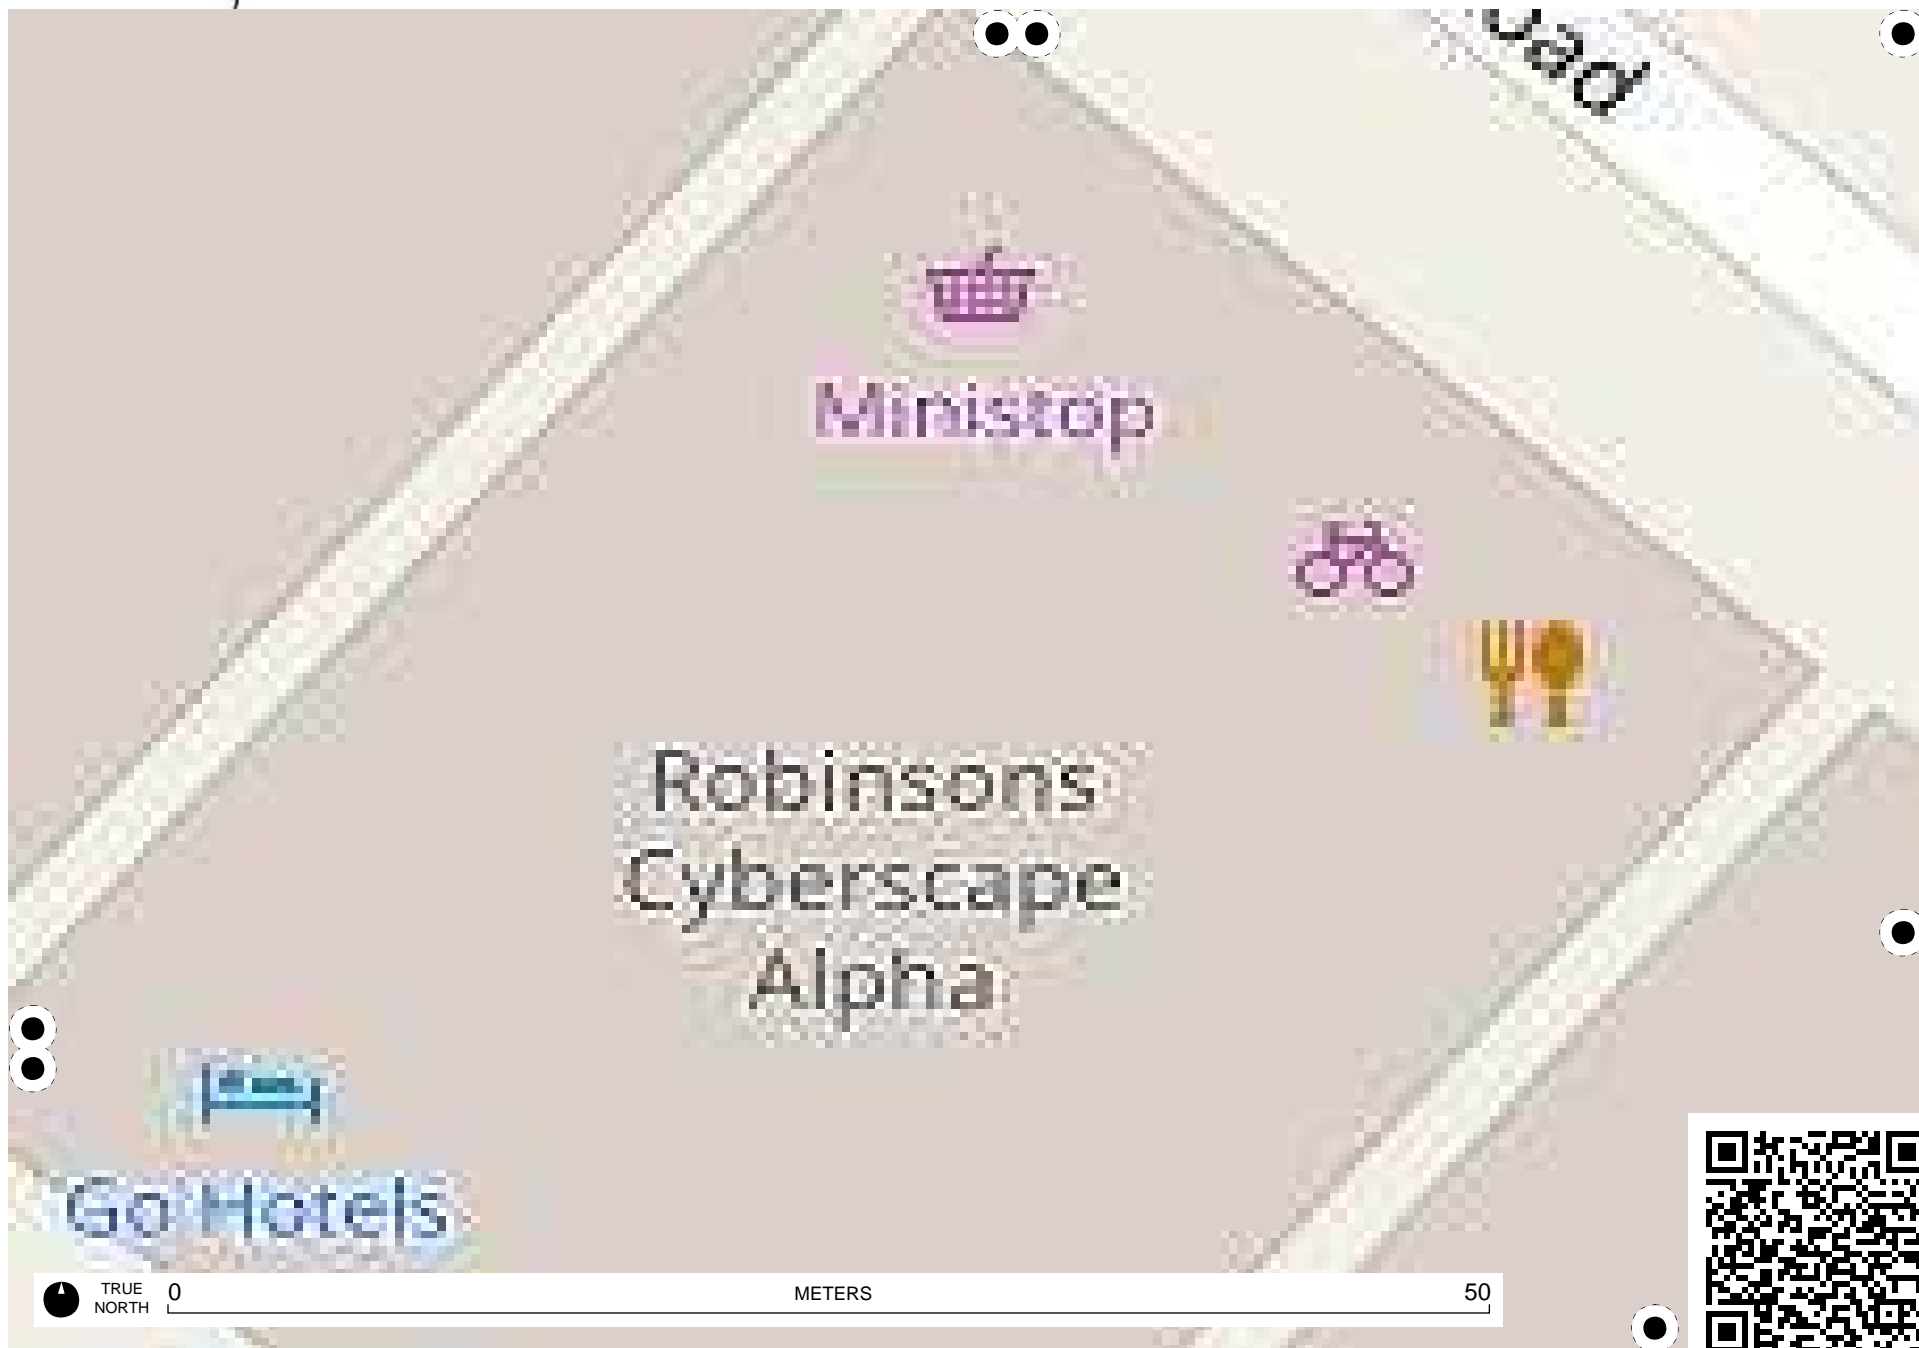 oad
Ministop
Robinsons
Cyberscape
Alpha
Go Hotels
TRUE
NORTH
0
METERS
50